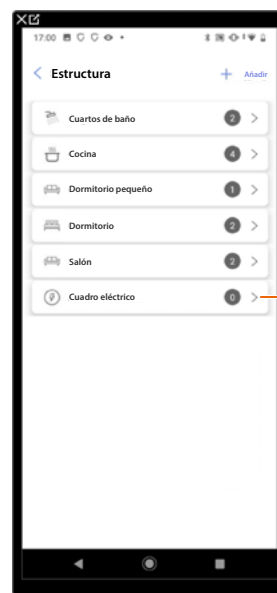 17:00
Estructura
Añadir
Cuartos de baño 2
Cocina 4
Dormitorio pequeño 1
Dormitorio 2
Salón 2
Cuadro eléctrico 0